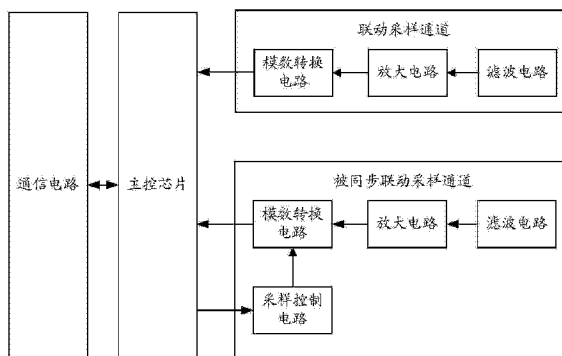 联动采样通道
模数转换
电路
放大电路
滤波电路
通信电路
主控芯片
被同步联动采样通道
模数转换
电路
放大电路
滤波电路
采样控制
电路